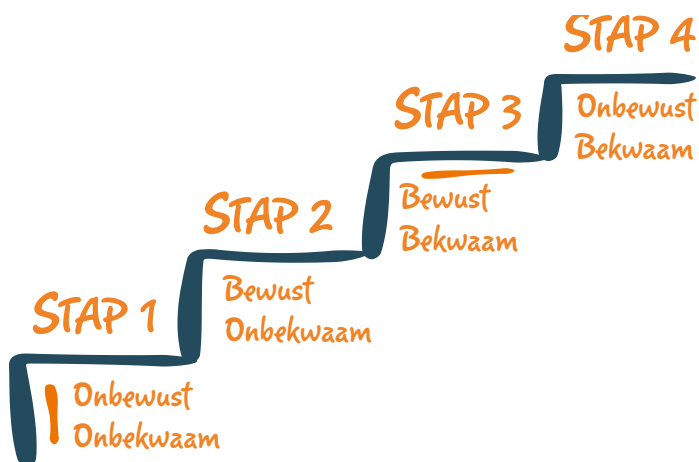 STAP 1
Onbewust
Onbekwaam
STAP 2
Bewust
Onbekwaam
STAP 3
Bewust
Bekwaam
STAP 4
Onbewust
Bekwaam